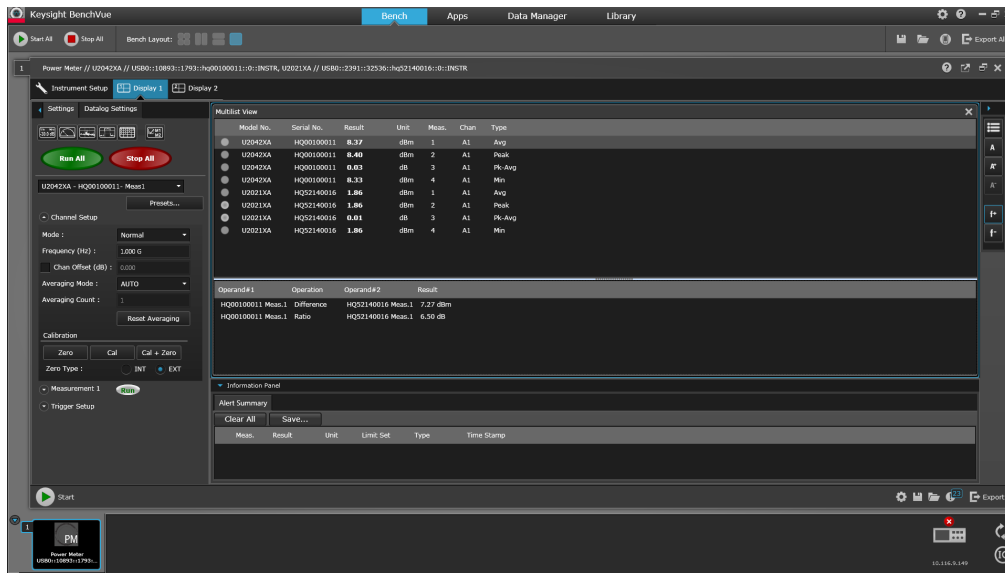 Keysight BenchVue
Bench Apps Data Manager Library
Start All Stop All Bench Layout: Export All
1 Power Meter // U2042XA // USB0::10893::1793::hq00100011::0::INSTR, U2021XA // USB0::2391::32536::hq52140016::0::INSTR
Instrument Setup Display 1 Display 2
Settings Datalog Settings
Run All Stop All
U2042XA - HQ00100011- Meas1
Presets...
Channel Setup
Mode : Normal
Frequency (Hz) : 1.000 G
Chan Offset (dB) : 0.000
Averaging Mode : AUTO
Averaging Count : 1
Reset Averaging
Calibration
Zero Cal Cal + Zero
Zero Type : INT EXT
Measurement 1 Run
Trigger Setup
Multilist View
Model No. Serial No. Result Unit Meas. Chan Type
U2042XA HQ00100011 8.37 dBm 1 A1 Avg
U2042XA HQ00100011 8.40 dBm 2 A1 Peak
U2042XA HQ00100011 0.03 dB 3 A1 Pk-Avg
U2042XA HQ00100011 8.33 dBm 4 A1 Min
U2021XA HQ52140016 1.86 dBm 1 A1 Avg
U2021XA HQ52140016 1.86 dBm 2 A1 Peak
U2021XA HQ52140016 0.01 dB 3 A1 Pk-Avg
U2021XA HQ52140016 1.86 dBm 4 A1 Min
Operand#1 Operation Operand#2 Result
HQ00100011 Meas.1 Difference HQ52140016 Meas.1 7.27 dBm
HQ00100011 Meas.1 Ratio HQ52140016 Meas.1 6.50 dB
Information Panel
Alert Summary
Clear All Save...
Meas. Result Unit Limit Set Type Time Stamp
Start
23 Export
1
PM
Power Meter
USB0::10893::1793::...
10.116.9.149